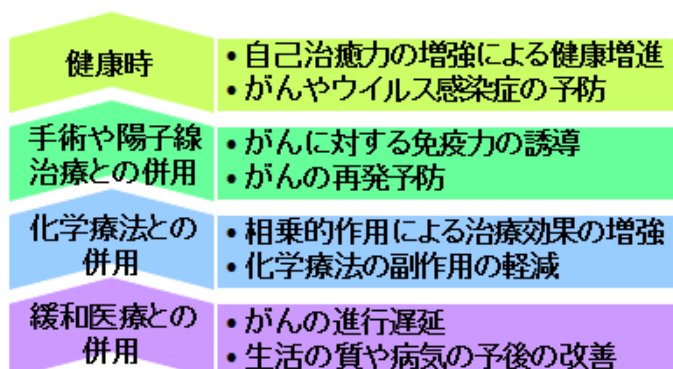 健康時
• 自己治癒力の増強による健康増進
• がんやウイルス感染症の予防
手術や陽子線
治療との併用
• がんに対する免疫力の誘導
• がんの再発予防
化学療法との
併用
• 相乗的作用による治療効果の増強
• 化学療法の副作用の軽減
緩和医療との
併用
• がんの進行遅延
• 生活の質や病気の予後の改善